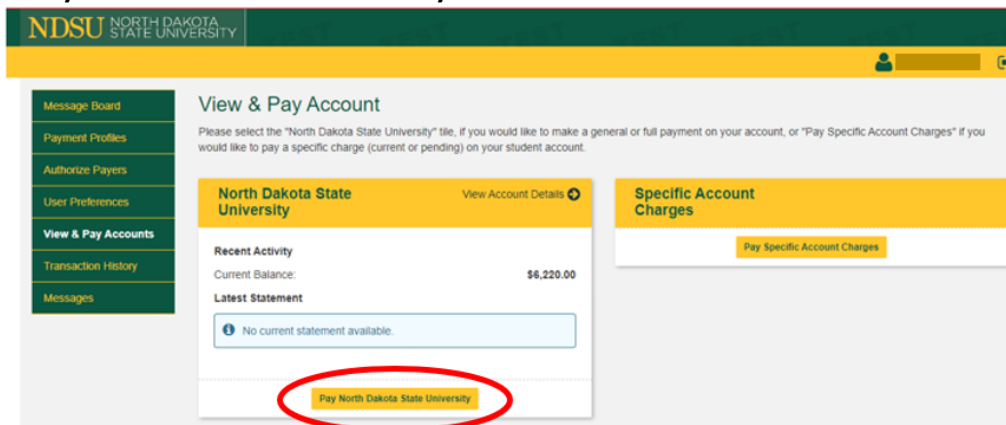 NDSU NORTH DAKOTA
STATE UNIVERSITY
Message Board
Payment Profiles
Authorize Payers
User Preferences
View & Pay Accounts
Transaction History
Messages
View & Pay Account
Please select the "North Dakota State University" tile, if you would like to make a general or full payment on your account, or "Pay Specific Account Charges" if you
would like to pay a specific charge (current or pending) on your student account.
North Dakota State
University
View Account Details
Recent Activity
Current Balance: $6,220.00
Latest Statement
No current statement available.
Pay North Dakota State University
Specific Account
Charges
Pay Specific Account Charges